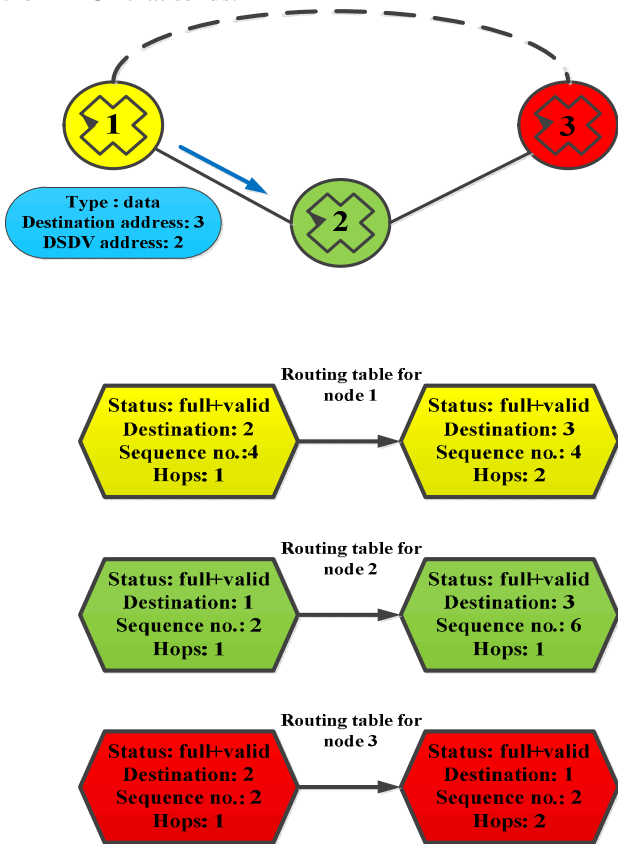 1
3
2
Type : data
Destination address: 3
DSDV address: 2
Routing table for
node 1
Status: full+valid
Destination: 2
Sequence no.:4
Hops: 1
Status: full+valid
Destination: 3
Sequence no.: 4
Hops: 2
Routing table for
node 2
Status: full+valid
Destination: 1
Sequence no.: 2
Hops: 1
Status: full+valid
Destination: 3
Sequence no.: 6
Hops: 1
Routing table for
node 3
Status: full+valid
Destination: 2
Sequence no.: 2
Hops: 1
Status: full+valid
Destination: 1
Sequence no.: 2
Hops: 2